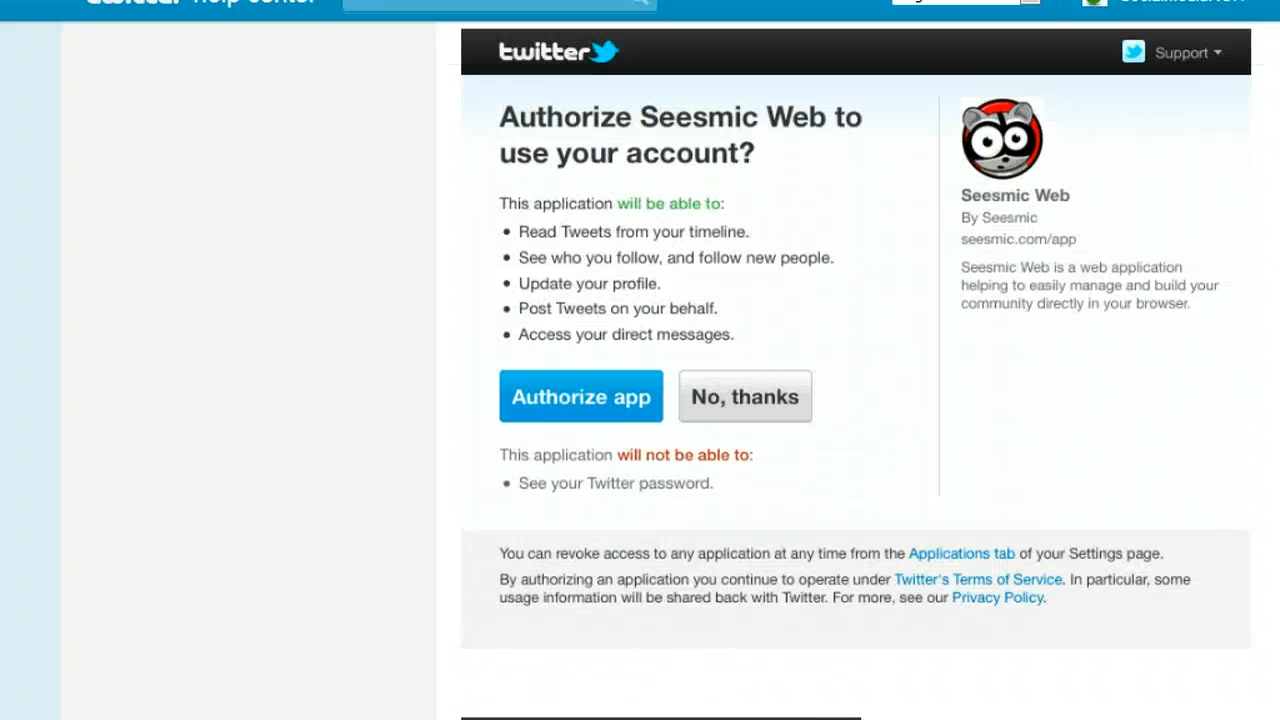 twitter help center
twitter
Support
Authorize Seesmic Web to
use your account?
This application will be able to:
• Read Tweets from your timeline.
• See who you follow, and follow new people.
• Update your profile.
• Post Tweets on your behalf.
• Access your direct messages.
Authorize app
No, thanks
This application will not be able to:
• See your Twitter password.
Seesmic Web
By Seesmic
seesmic.com/app
Seesmic Web is a web application
helping to easily manage and build your
community directly in your browser.
You can revoke access to any application at any time from the Applications tab of your Settings page.
By authorizing an application you continue to operate under Twitter's Terms of Service. In particular, some
usage information will be shared back with Twitter. For more, see our Privacy Policy.